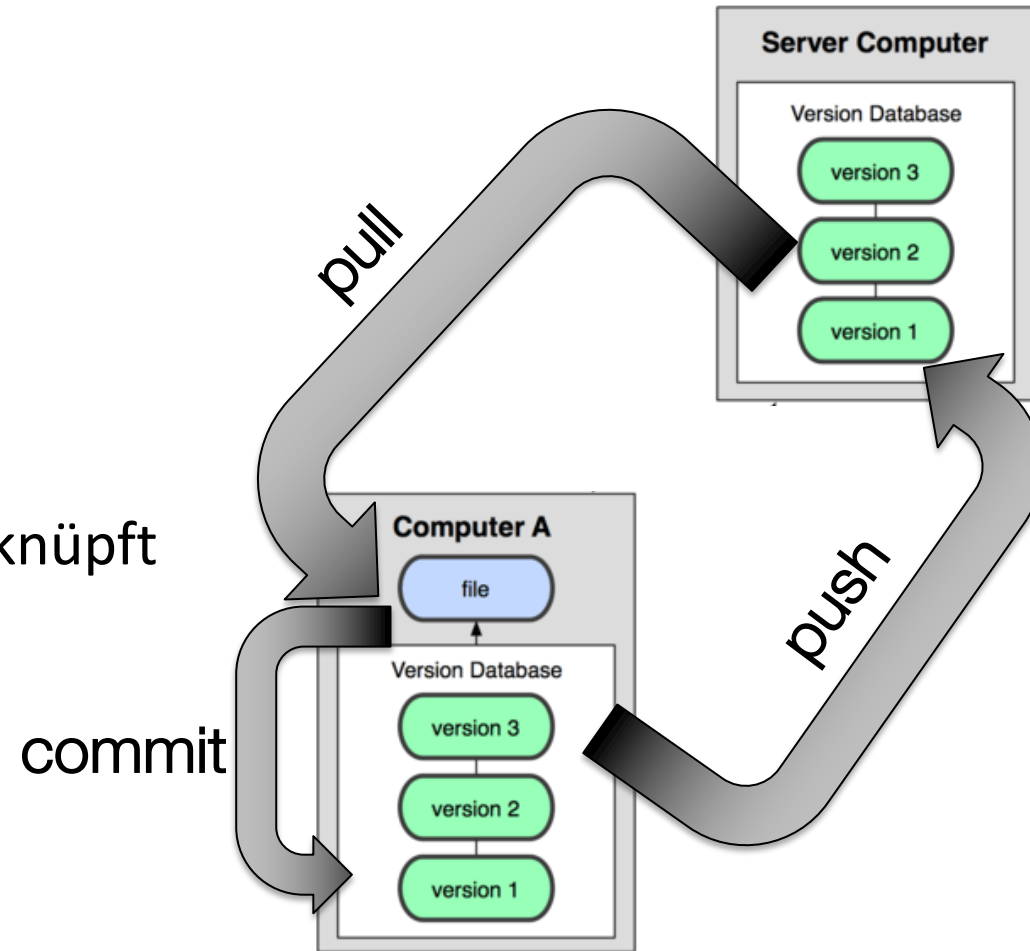 Server Computer
Version Database
version 3
version 2
version 1
pull
knüpft
Computer A
file
push
Version Database
version 3
commit
version 2
version 1